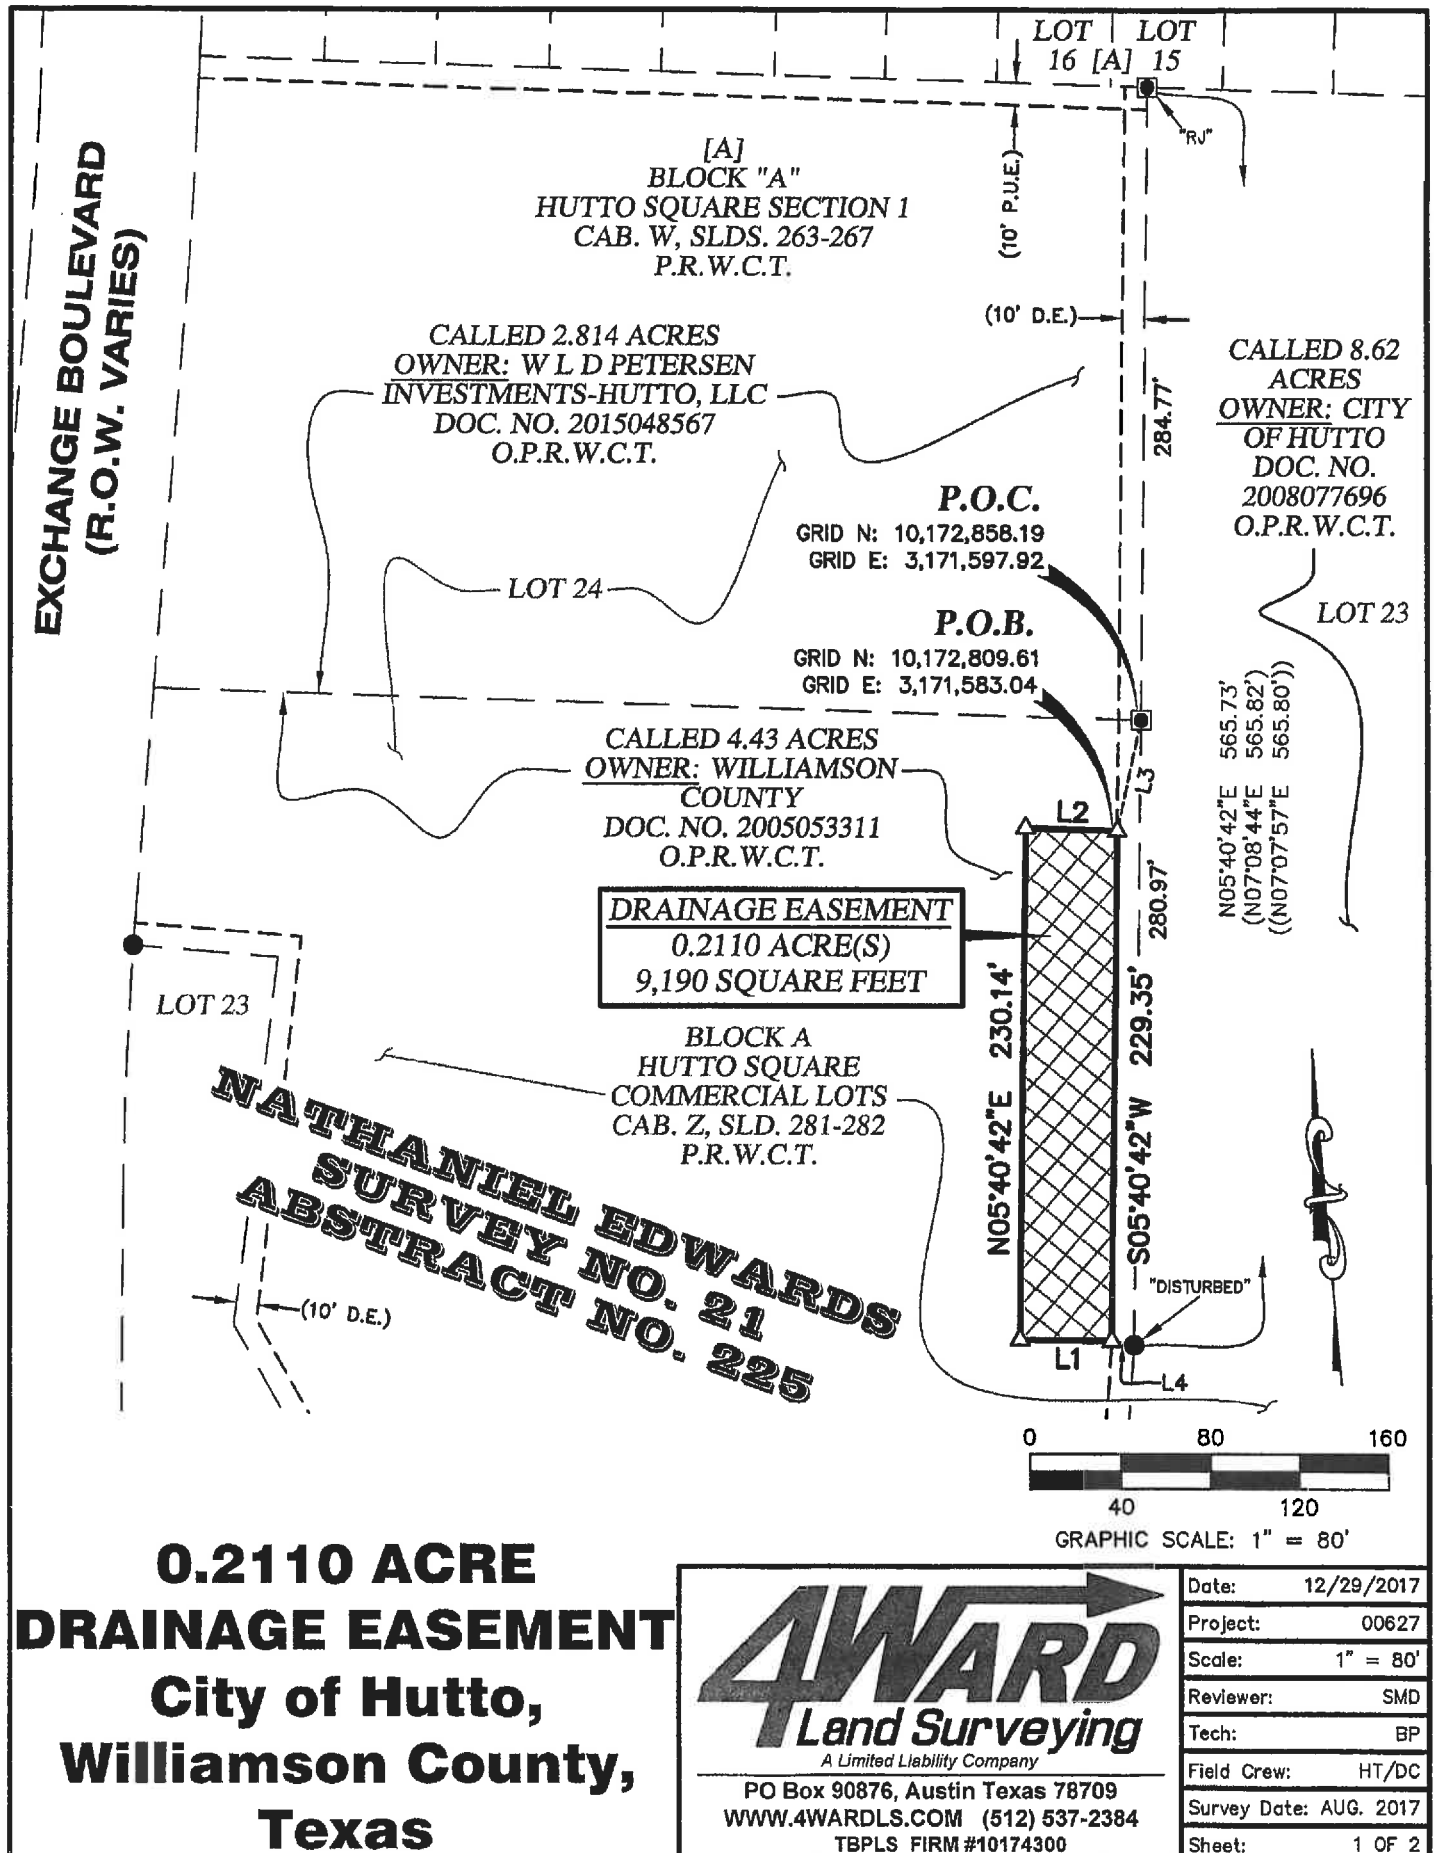 LOT
16
[A]
LOT
15
"RJ"
(10' P.U.E.)
[A]
BLOCK "A"
HUTTO SQUARE SECTION 1
CAB. W, SLDS. 263-267
P.R.W.C.T.
EXCHANGE BOULEVARD
(R.O.W. VARIES)
(10' D.E.)
CALLED 2.814 ACRES
OWNER: W L D PETERSEN
INVESTMENTS-HUTTO, LLC
DOC. NO. 2015048567
O.P.R.W.C.T.
284.77'
CALLED 8.62
ACRES
OWNER: CITY
OF HUTTO
DOC. NO.
2008077696
O.P.R.W.C.T.
P.O.C.
GRID N: 10,172,858.19
GRID E: 3,171,597.92
LOT 24
LOT 23
P.O.B.
GRID N: 10,172,809.61
GRID E: 3,171,583.04
N05°40'42"E 565.73'
(N07°08'44"E 565.82')
((N07°07'57"E 565.80'))
CALLED 4.43 ACRES
OWNER: WILLIAMSON
COUNTY
DOC. NO. 2005053311
O.P.R.W.C.T.
L3
L2
280.97'
DRAINAGE EASEMENT
0.2110 ACRE(S)
9,190 SQUARE FEET
LOT 23
N05°40'42"E 230.14'
S05°40'42"W 229.35'
BLOCK A
HUTTO SQUARE
COMMERCIAL LOTS
CAB. Z, SLD. 281-282
P.R.W.C.T.
NATHANIEL EDWARDS
SURVEY NO. 21
ABSTRACT NO. 225
(10' D.E.)
"DISTURBED"
L1
L4
0 80 160
40 120
GRAPHIC SCALE: 1" = 80'
0.2110 ACRE
DRAINAGE EASEMENT
City of Hutto,
Williamson County,
Texas
4WARD
Land Surveying
A Limited Liability Company
PO Box 90876, Austin Texas 78709
WWW.4WARDLS.COM (512) 537-2384
TBPLS FIRM #10174300
Date: 12/29/2017
Project: 00627
Scale: 1" = 80'
Reviewer: SMD
Tech: BP
Field Crew: HT/DC
Survey Date: AUG. 2017
Sheet: 1 OF 2